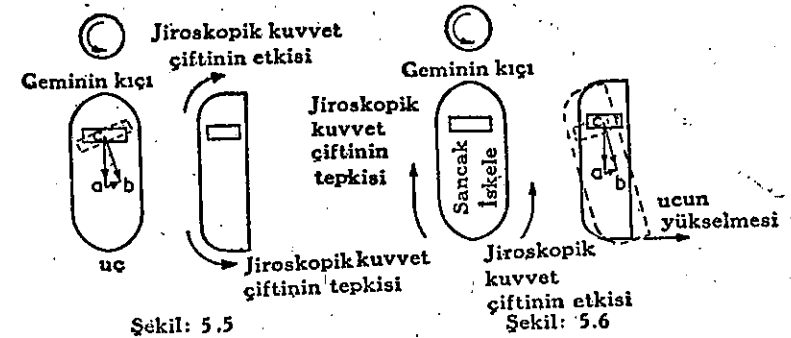 Jiroskopik kuvvet
çiftinin etkisi
Geminin kıçı
c
a b
uç
Jiroskopik kuvvet
çiftinin tepkisi
Şekil: 5.5
Geminin kıçı
Jiroskopik
kuvvet
çiftinin
tepkisi
Sancak
İskele
Jiroskopik
kuvvet
çiftinin etkisi
c
a b
ucun
yükselmesi
Şekil: 5.6